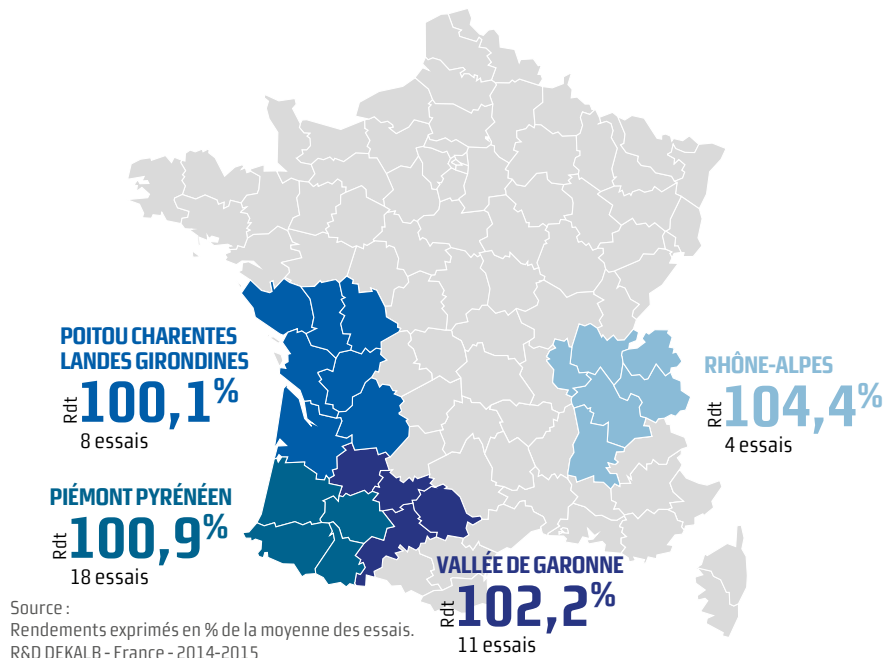 POITOU CHARENTES
LANDES GIRONDINES
Rdt 100,1%
8 essais
RHÔNE-ALPES
Rdt 104,4%
4 essais
PIÉMONT PYRÉNÉEN
Rdt 100,9%
18 essais
VALLÉE DE GARONNE
Rdt 102,2%
11 essais
Source :
Rendements exprimés en % de la moyenne des essais.
R&D DEKALB - France - 2014-2015